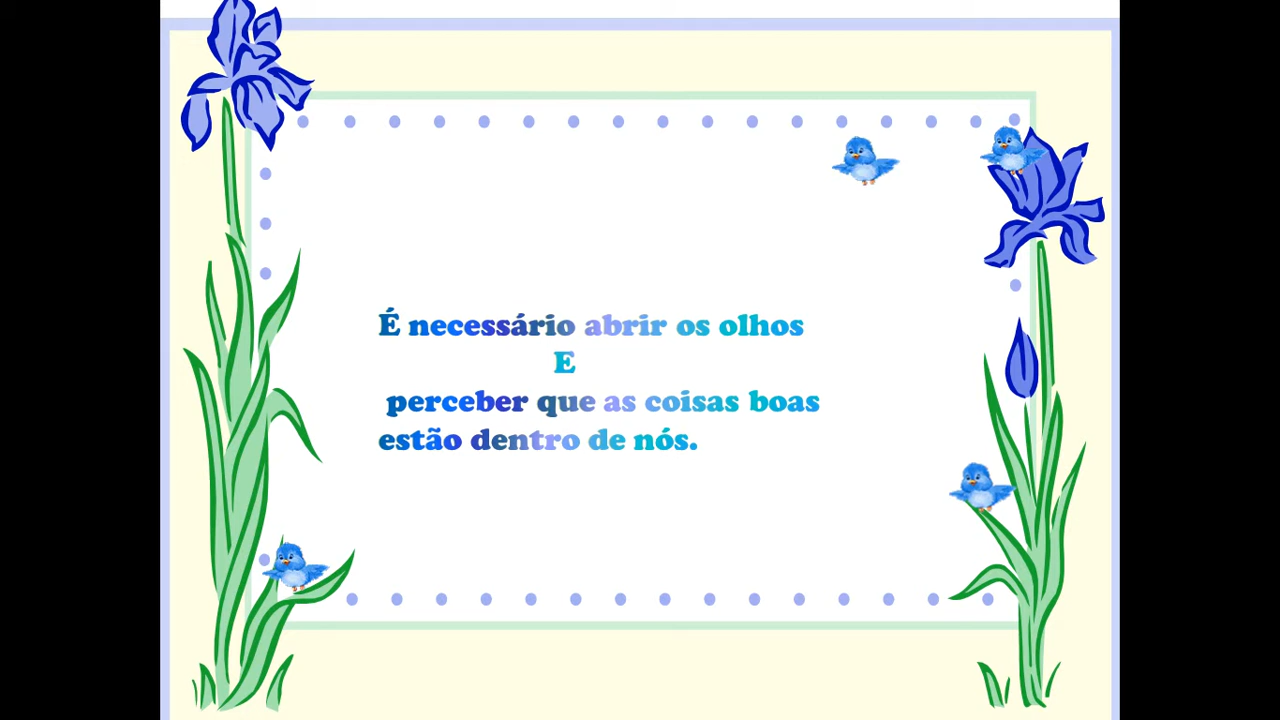 É necessário abrir os olhos
E
perceber que as coisas boas
estão dentro de nós.